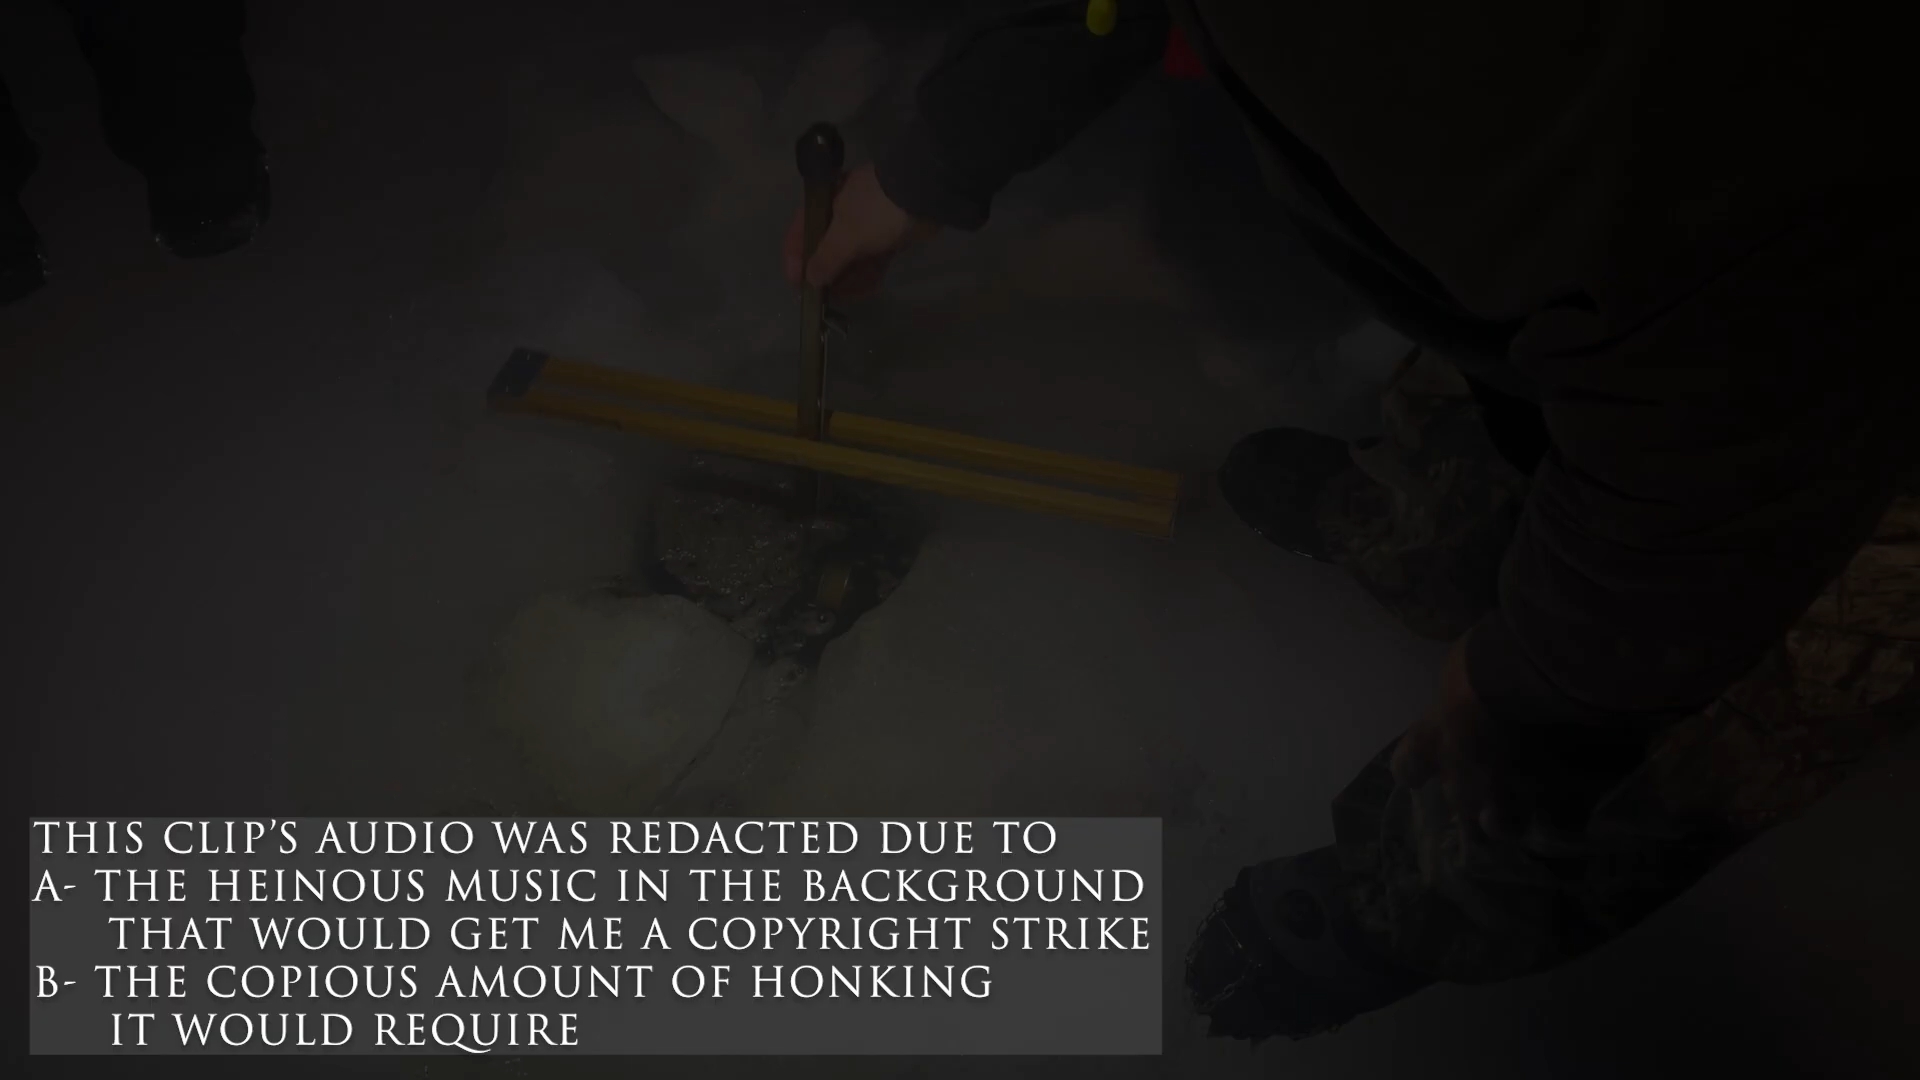 THIS CLIP'S AUDIO WAS REDACTED DUE TO
A- THE HEINOUS MUSIC IN THE BACKGROUND
THAT WOULD GET ME A COPYRIGHT STRIKE
B- THE COPIOUS AMOUNT OF HONKING
IT WOULD REQUIRE